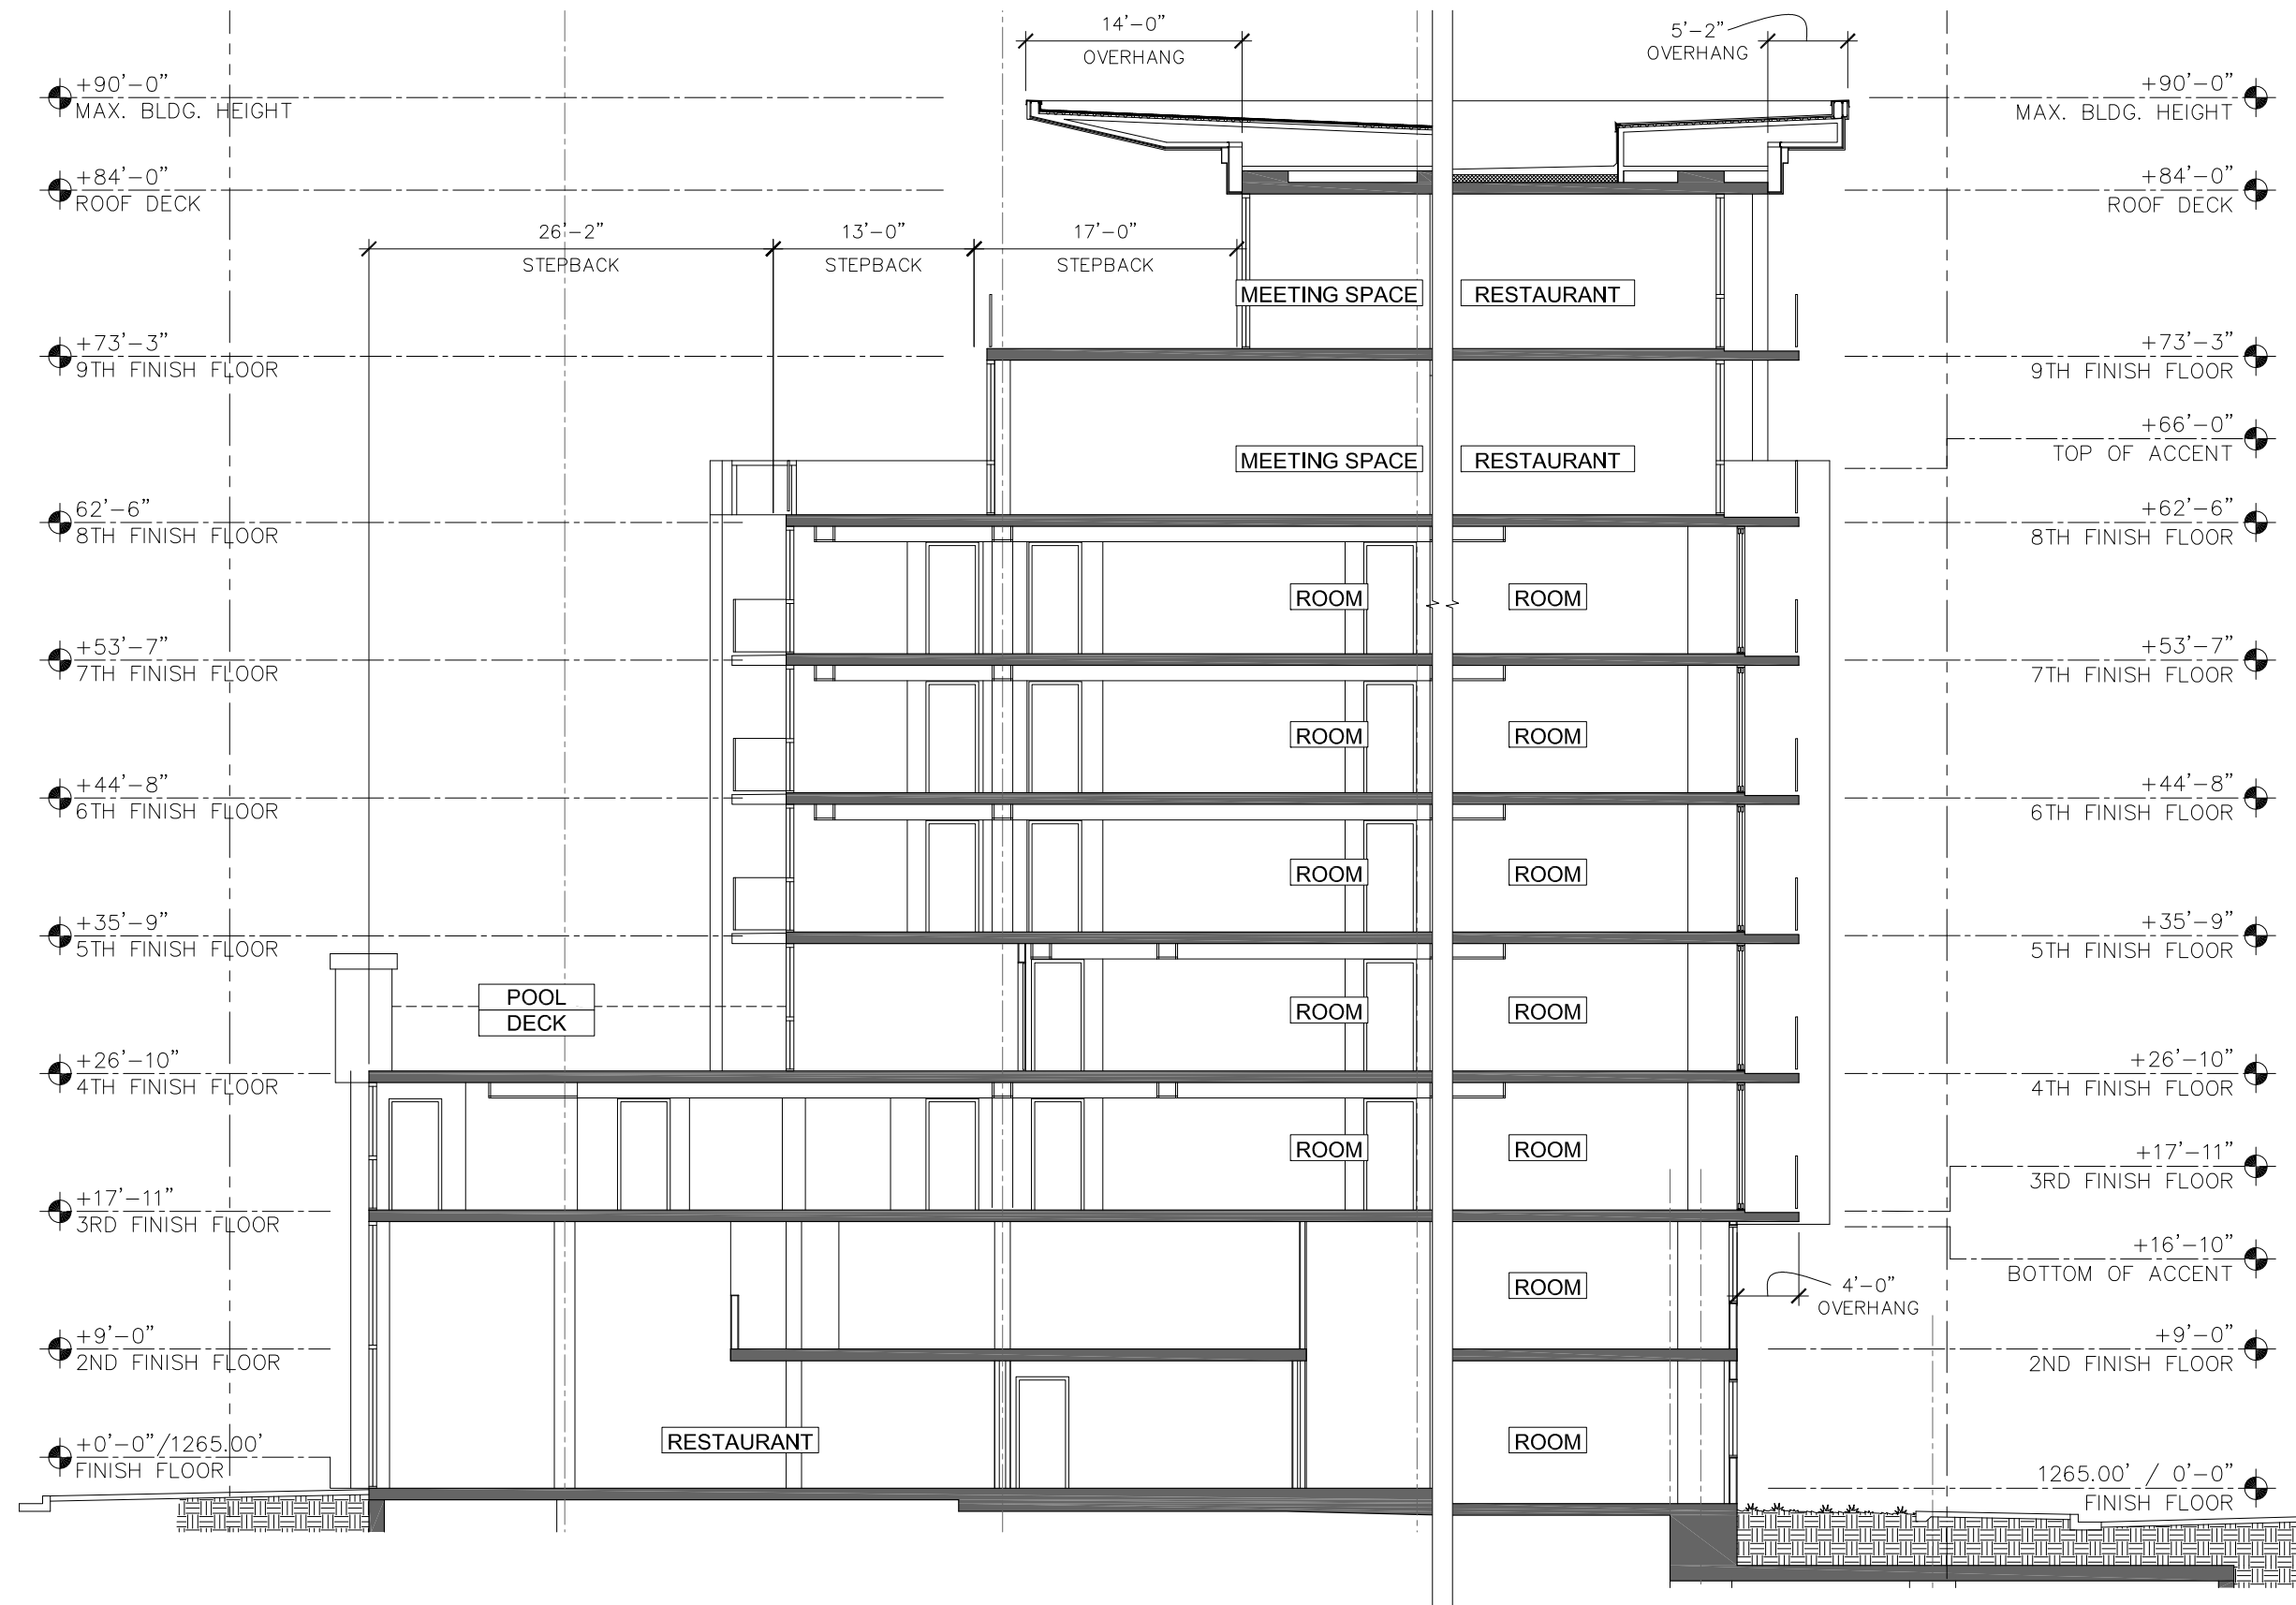 14'-0"
OVERHANG
5'-2"
OVERHANG
+90'-0"
MAX. BLDG. HEIGHT
+90'-0"
MAX. BLDG. HEIGHT
+84'-0"
ROOF DECK
+84'-0"
ROOF DECK
26'-2"
STEPBACK
13'-0"
STEPBACK
17'-0"
STEPBACK
MEETING SPACE
RESTAURANT
+73'-3"
9TH FINISH FLOOR
+73'-3"
9TH FINISH FLOOR
+66'-0"
TOP OF ACCENT
MEETING SPACE
RESTAURANT
62'-6"
8TH FINISH FLOOR
+62'-6"
8TH FINISH FLOOR
ROOM
ROOM
+53'-7"
7TH FINISH FLOOR
+53'-7"
7TH FINISH FLOOR
ROOM
ROOM
+44'-8"
6TH FINISH FLOOR
+44'-8"
6TH FINISH FLOOR
ROOM
ROOM
+35'-9"
5TH FINISH FLOOR
+35'-9"
5TH FINISH FLOOR
POOL
DECK
ROOM
ROOM
+26'-10"
4TH FINISH FLOOR
+26'-10"
4TH FINISH FLOOR
ROOM
ROOM
+17'-11"
3RD FINISH FLOOR
+17'-11"
3RD FINISH FLOOR
+16'-10"
BOTTOM OF ACCENT
ROOM
4'-0"
OVERHANG
+9'-0"
2ND FINISH FLOOR
+9'-0"
2ND FINISH FLOOR
RESTAURANT
ROOM
+0'-0"/1265.00'
FINISH FLOOR
1265.00' / 0'-0"
FINISH FLOOR